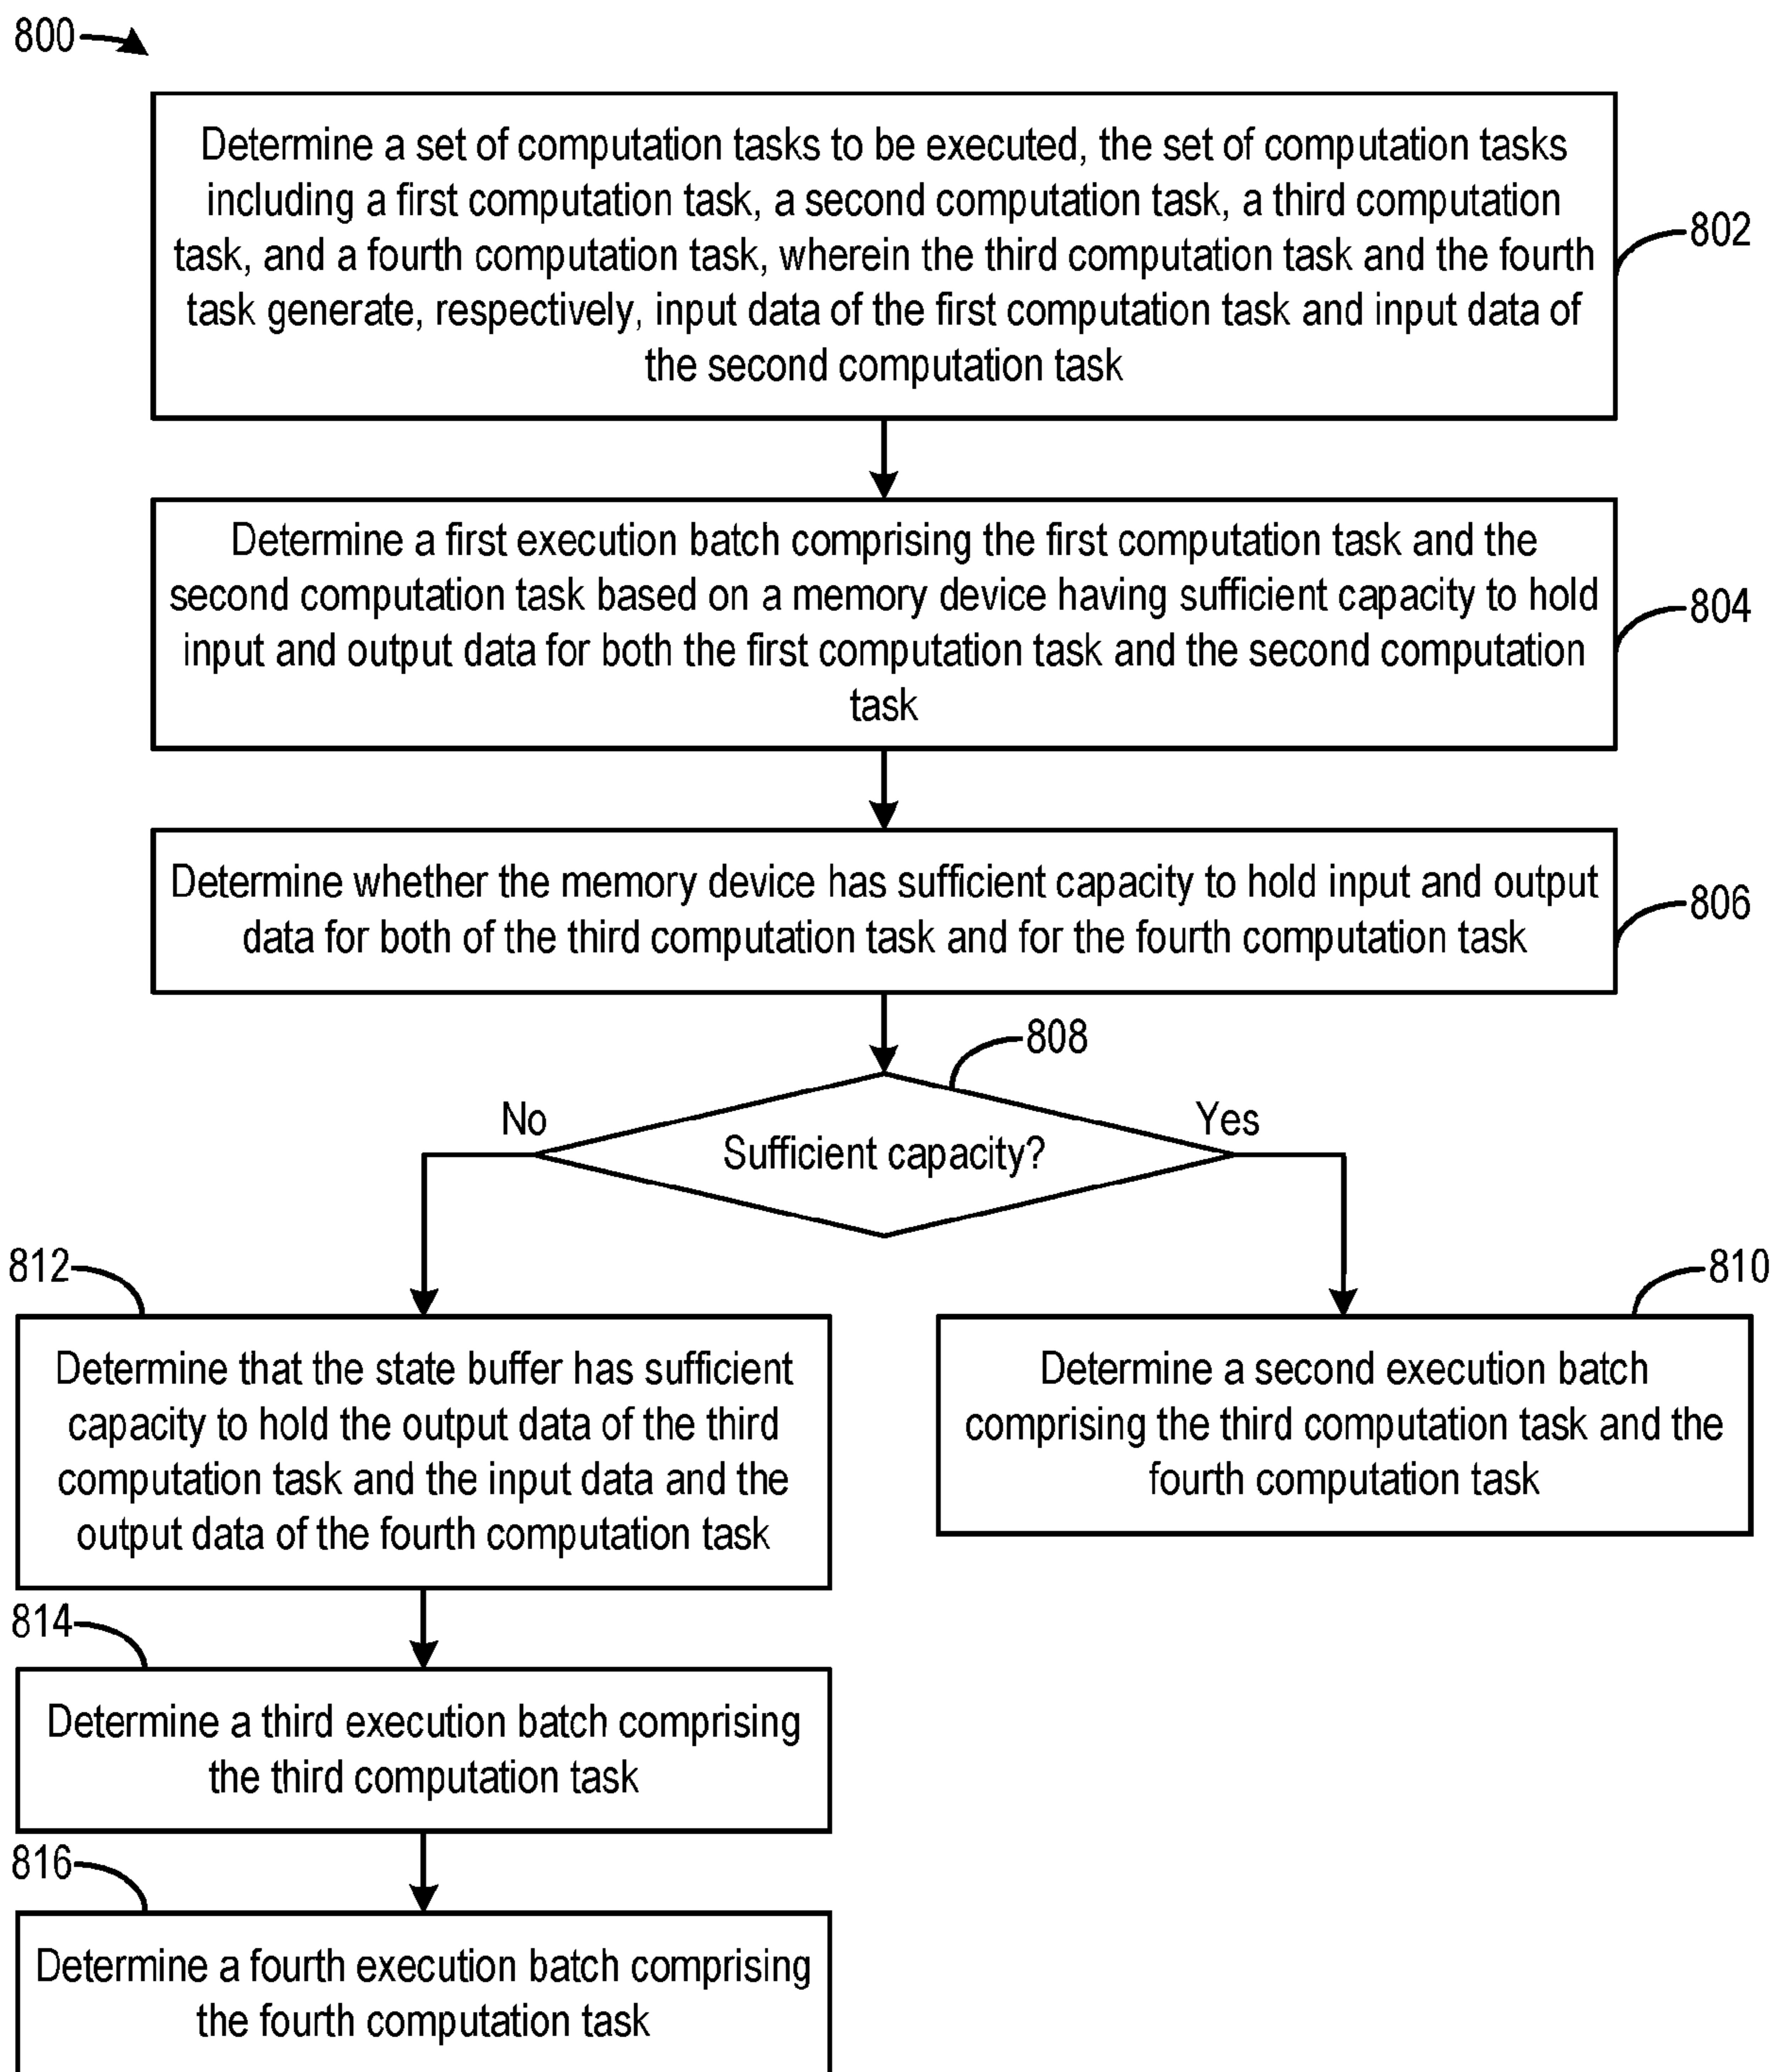 800
Determine a set of computation tasks to be executed, the set of computation tasks
including a first computation task, a second computation task, a third computation
task, and a fourth computation task, wherein the third computation task and the fourth
task generate, respectively, input data of the first computation task and input data of
the second computation task
802
Determine a first execution batch comprising the first computation task and the
second computation task based on a memory device having sufficient capacity to hold
input and output data for both the first computation task and the second computation
task
804
Determine whether the memory device has sufficient capacity to hold input and output
data for both of the third computation task and for the fourth computation task
806
808
No
Yes
Sufficient capacity?
812
Determine that the state buffer has sufficient
capacity to hold the output data of the third
computation task and the input data and the
output data of the fourth computation task
810
Determine a second execution batch
comprising the third computation task and the
fourth computation task
814
Determine a third execution batch comprising
the third computation task
816
Determine a fourth execution batch comprising
the fourth computation task